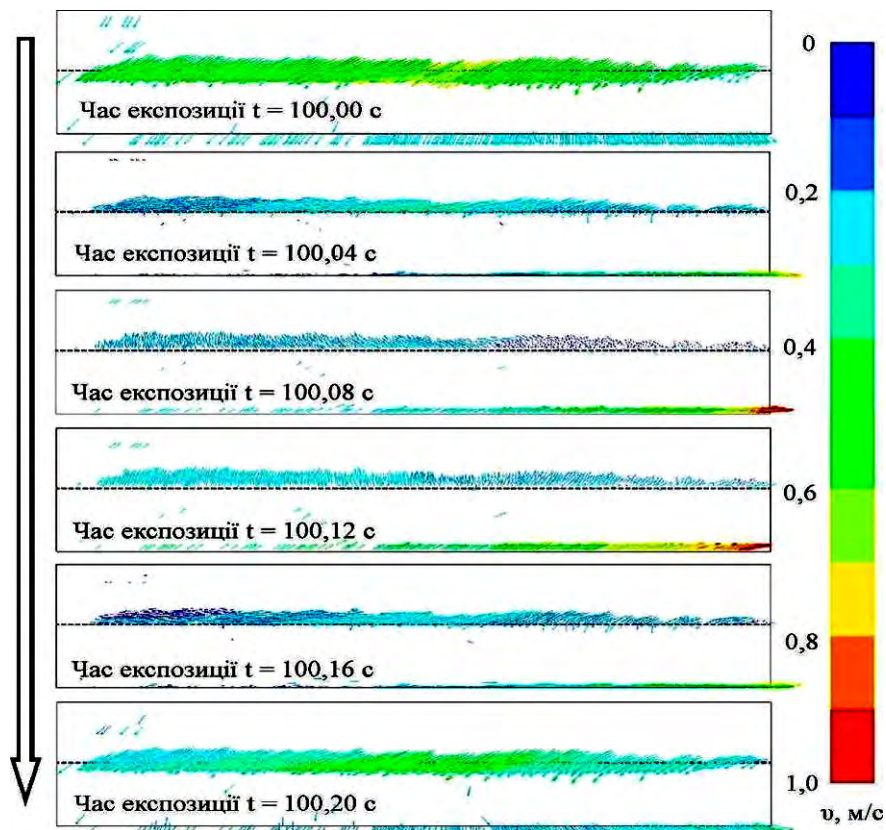 Час експозиції t = 100,00 с
Час експозиції t = 100,04 с
Час експозиції t = 100,08 с
Час експозиції t = 100,12 с
Час експозиції t = 100,16 с
Час експозиції t = 100,20 с
0
0,2
0,4
0,6
0,8
1,0
υ, м/с